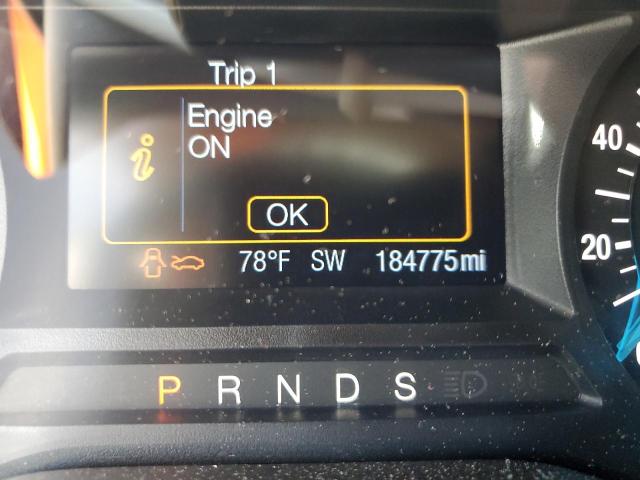 Trip 1
Engine
ON
OK
78°F SW 184775mi
P R N D S
40
20